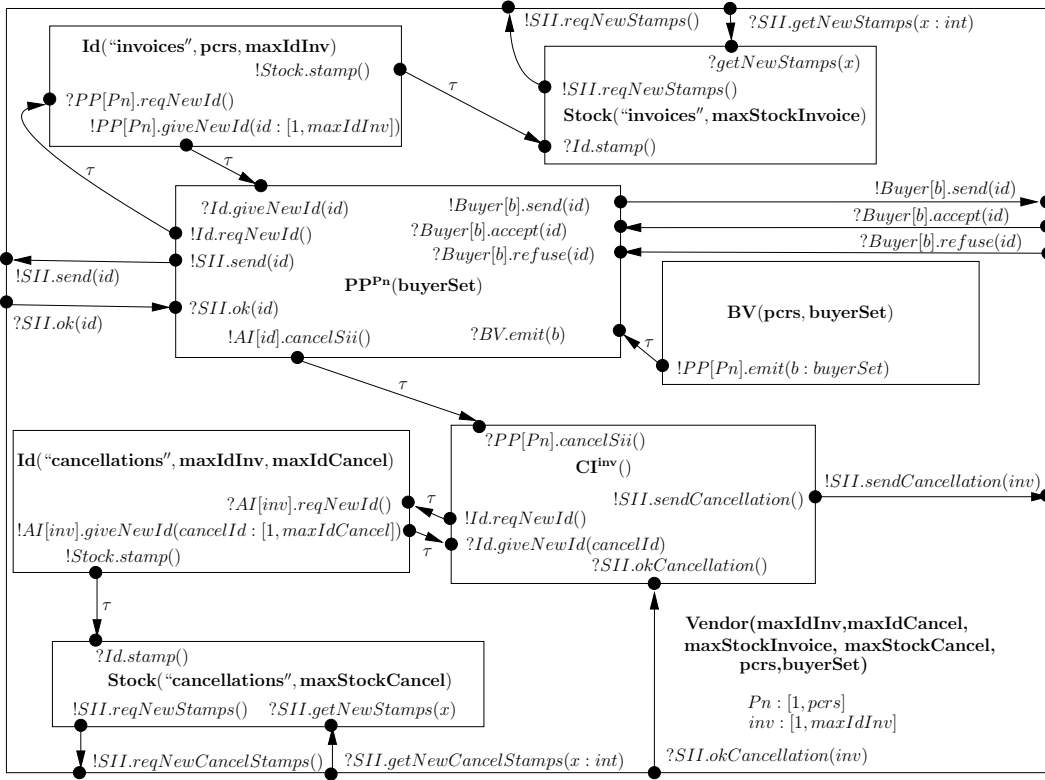 !SII.reqNewStamps()
?SII.getNewStamps(x : int)
Id(“invoices”, pcrs, maxIdInv)
!Stock.stamp()
?PP[Pn].reqNewId()
!PP[Pn].giveNewId(id : [1, maxIdInv])
τ
?getNewStamps(x)
!SII.reqNewStamps()
Stock(“invoices”, maxStockInvoice)
?Id.stamp()
τ
τ
?Id.giveNewId(id)
!Id.reqNewId()
!SII.send(id)
PP^Pn(buyerSet)
?SII.ok(id)
!AI[id].cancelSii()
!Buyer[b].send(id)
?Buyer[b].accept(id)
?Buyer[b].refuse(id)
?BV.emit(b)
!Buyer[b].send(id)
?Buyer[b].accept(id)
?Buyer[b].refuse(id)
!SII.send(id)
?SII.ok(id)
BV(pcrs, buyerSet)
τ
!PP[Pn].emit(b : buyerSet)
τ
?PP[Pn].cancelSii()
CI^inv()
!SII.sendCancellation()
!SII.sendCancellation(inv)
!Id.reqNewId()
?Id.giveNewId(cancelId)
?SII.okCancellation()
Id(“cancellations”, maxIdInv, maxIdCancel)
?AI[inv].reqNewId()
τ
!AI[inv].giveNewId(cancelId : [1, maxIdCancel])
τ
!Stock.stamp()
τ
?Id.stamp()
Stock(“cancellations”, maxStockCancel)
!SII.reqNewStamps()
?SII.getNewStamps(x)
Vendor(maxIdInv,maxIdCancel,
maxStockInvoice, maxStockCancel,
pcrs,buyerSet)
Pn : [1, pcrs]
inv : [1, maxIdInv]
!SII.reqNewCancelStamps()
?SII.getNewCancelStamps(x : int)
?SII.okCancellation(inv)